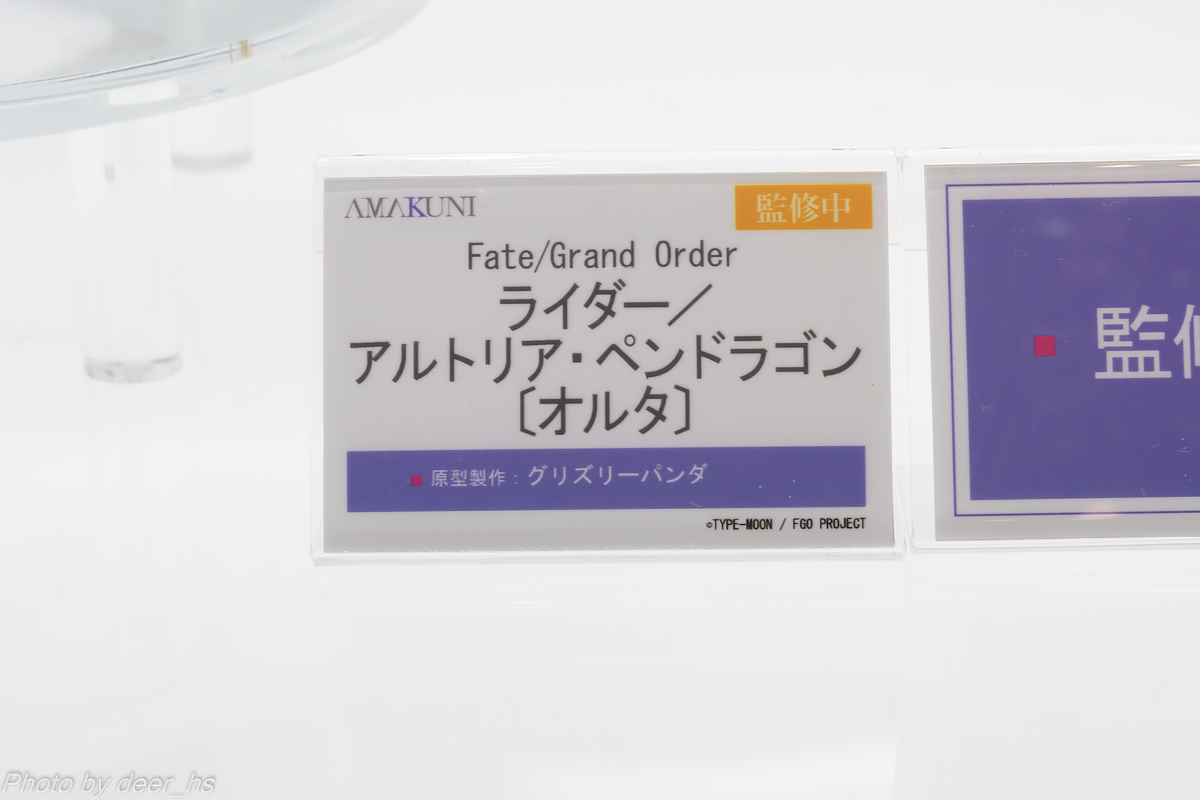 AMAKUNI
監修中
Fate/Grand Order
ライダー／
アルトリア・ペンドラゴン
〔オルタ〕
■ 原型製作：グリズリーパンダ
©TYPE-MOON / FGO PROJECT
■ 監修
Photo by deer_hs